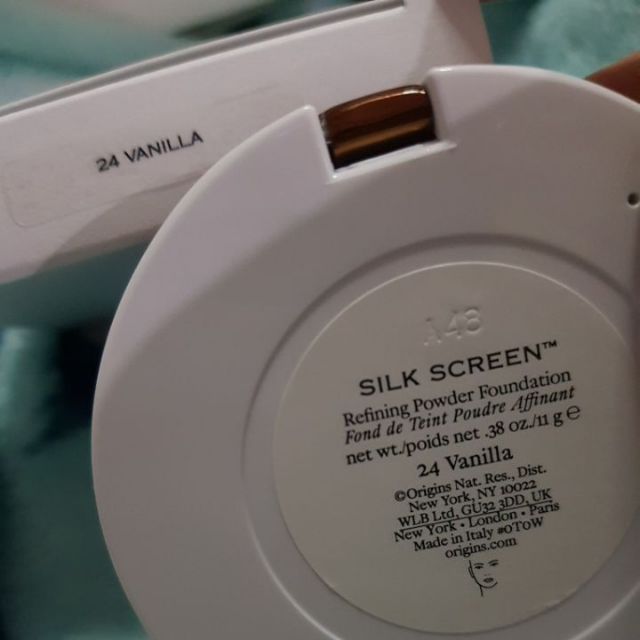 24 VANILLA
A48
SILK SCREEN™
Refining Powder Foundation
Fond de Teint Poudre Affinant
net wt./poids net .38 oz./11 g ℮
24 Vanilla
©Origins Nat. Res., Dist.
New York, NY 10022
WLB Ltd, GU32 3DD, UK
New York • London • Paris
Made in Italy #0T0W
origins.com